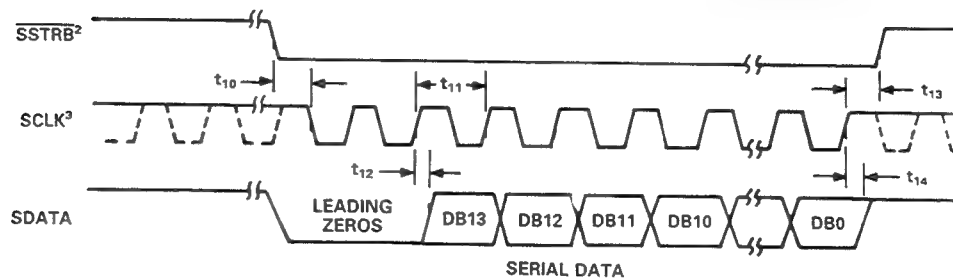 SSTRB²
t₁₀
t₁₁
t₁₃
SCLK³
t₁₂
t₁₄
SDATA
LEADING
ZEROS
DB13
DB12
DB11
DB10
DB0
SERIAL DATA